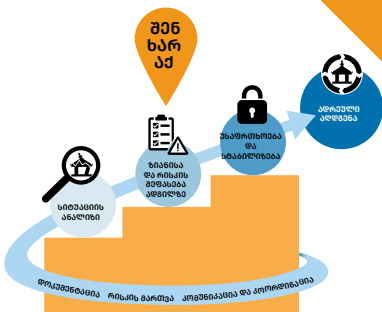 შენ
ხარ
აქ
ადრეული
აღდგენა
უსაფრთხოება
და
სტაბილიზება
ზიანისა
და რისკის
შეფასება
ადგილზე
სიტუაციის
ანალიზი
დოკუმენტაცია რისკის მართვა კომუნიკაცია და კოორდინაცია